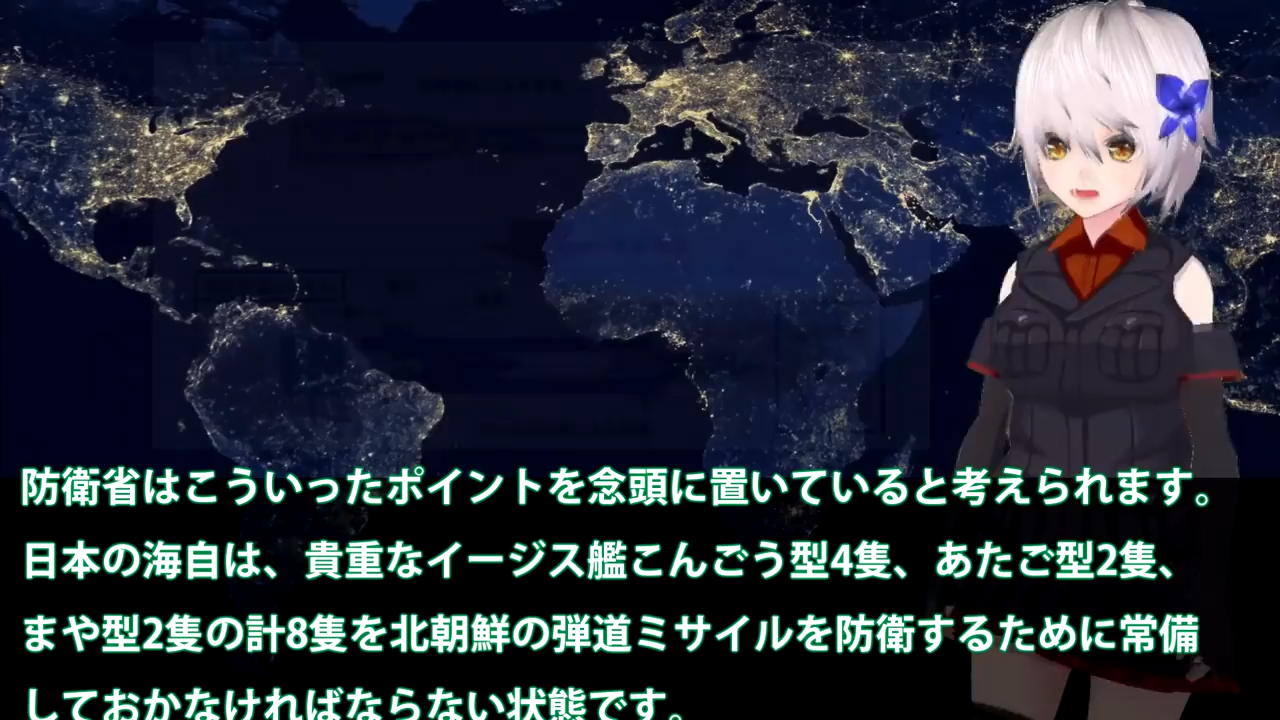 防衛省はこういったポイントを念頭に置いていると考えられます。
日本の海自は、貴重なイージス艦こんごう型4隻、あたご型2隻、
まや型2隻の計8隻を北朝鮮の弾道ミサイルを防衛するために常備
しておかなければならない状態です。